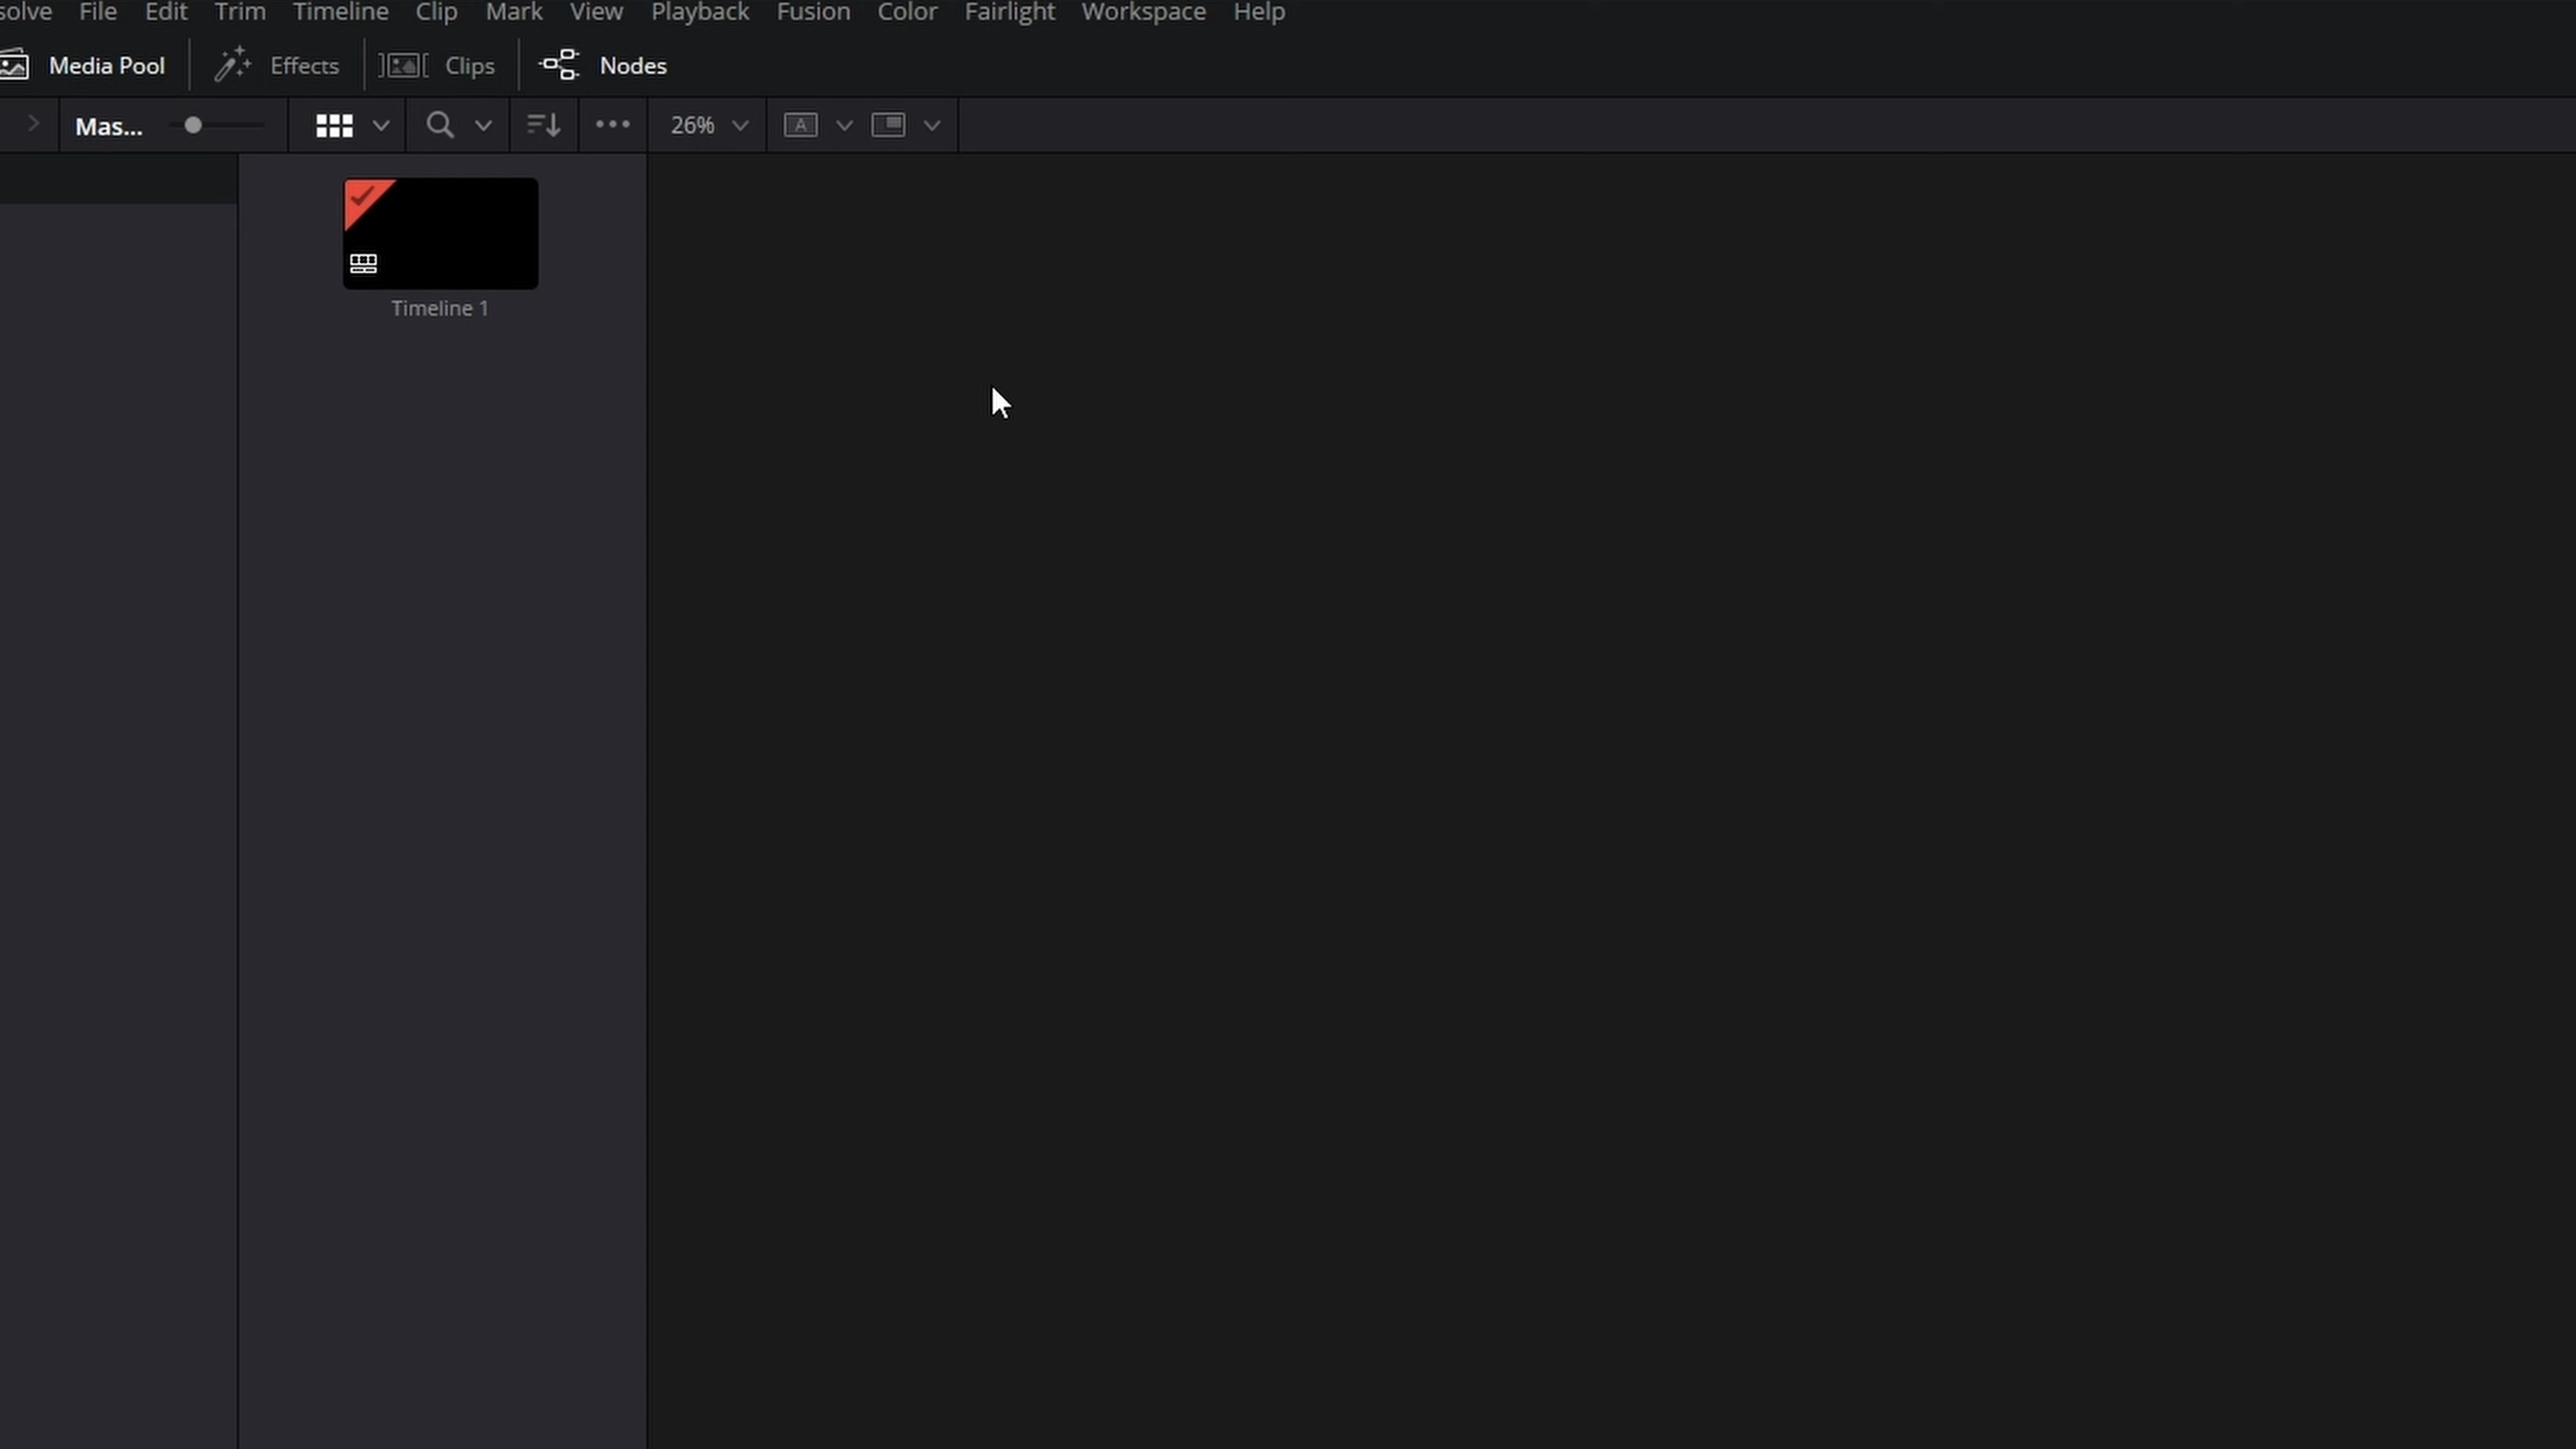 solve File Edit Trim Timeline Clip Mark View Playback Fusion Color Fairlight Workspace Help
Media Pool Effects Clips Nodes
Mas... 26% A
Timeline 1